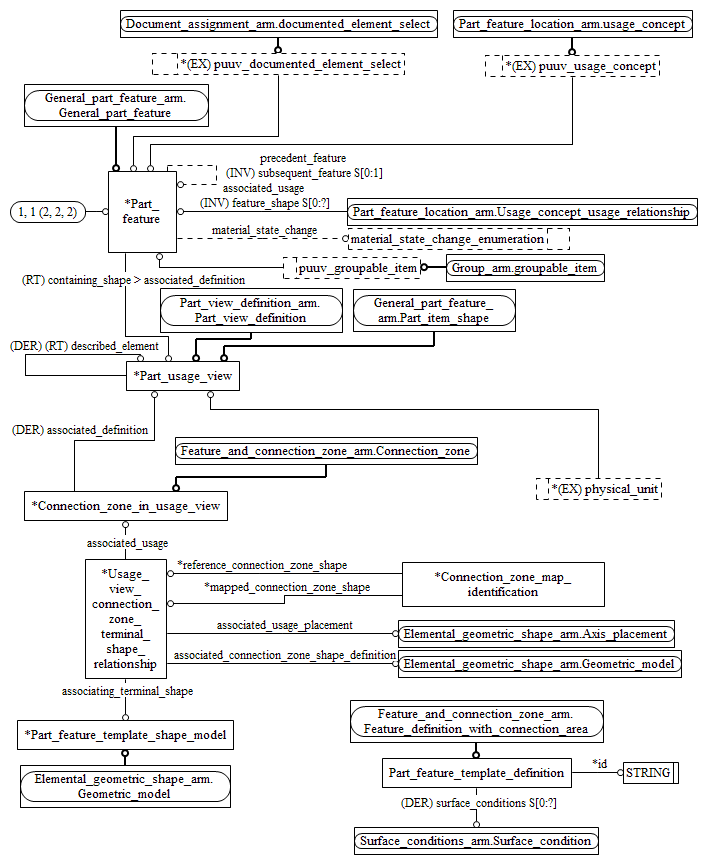 Document_assignment_arm.documented_element_select
Part_feature_location_arm.usage_concept
*(EX) puuv_documented_element_select
*(EX) puuv_usage_concept
General_part_feature_arm.
General_part_feature
precedent_feature
(INV) subsequent_feature S[0:1]
associated_usage
(INV) feature_shape S[0:?]
*Part_
feature
1, 1 (2, 2, 2)
Part_feature_location_arm.Usage_concept_usage_relationship
material_state_change
material_state_change_enumeration
puuv_groupable_item
Group_arm.groupable_item
(RT) containing_shape > associated_definition
Part_view_definition_arm.
Part_view_definition
General_part_feature_
arm.Part_item_shape
(DER) (RT) described_element
*Part_usage_view
(DER) associated_definition
Feature_and_connection_zone_arm.Connection_zone
*(EX) physical_unit
*Connection_zone_in_usage_view
associated_usage
*Usage_
view_
connection_
zone_
terminal_
shape_
relationship
*reference_connection_zone_shape
*mapped_connection_zone_shape
*Connection_zone_map_
identification
associated_usage_placement
Elemental_geometric_shape_arm.Axis_placement
associated_connection_zone_shape_definition
Elemental_geometric_shape_arm.Geometric_model
associating_terminal_shape
*Part_feature_template_shape_model
Elemental_geometric_shape_arm.
Geometric_model
Feature_and_connection_zone_arm.
Feature_definition_with_connection_area
Part_feature_template_definition
*id
STRING
(DER) surface_conditions S[0:?]
Surface_conditions_arm.Surface_condition